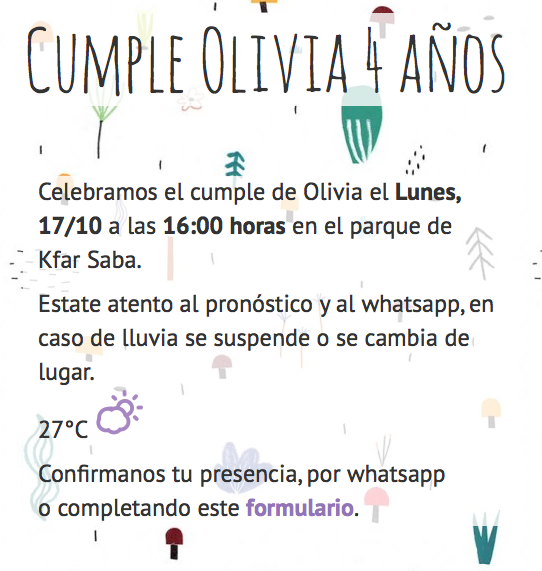 CUMPLE OLIVIA 4 AÑOS
Celebramos el cumple de Olivia el Lunes,
17/10 a las 16:00 horas en el parque de
Kfar Saba.
Estate atento al pronóstico y al whatsapp, en
caso de lluvia se suspende o se cambia de
lugar.
27°C
Confirmanos tu presencia, por whatsapp
o completando este formulario.